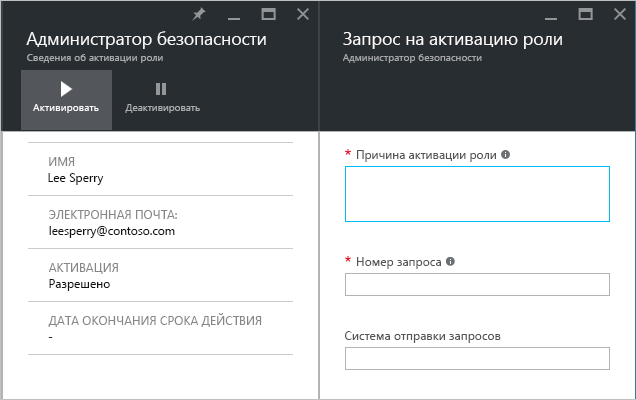 Администратор безопасности
Сведения об активации роли
Активировать
Деактивировать
ИМЯ
Lee Sperry
ЭЛЕКТРОННАЯ ПОЧТА:
leesperry@contoso.com
АКТИВАЦИЯ
Разрешено
ДАТА ОКОНЧАНИЯ СРОКА ДЕЙСТВИЯ
-
Запрос на активацию роли
Администратор безопасности
* Причина активации роли
* Номер запроса
Система отправки запросов